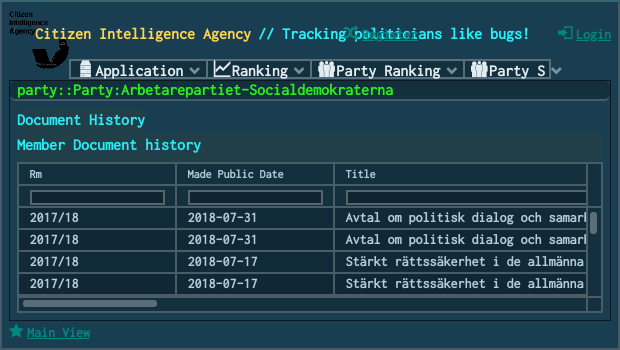 Citizen
Intelligence
Agency
Citizen Intelligence Agency // Tracking politicians like bugs!
Login
Application Ranking Party Ranking Party S
party::Party:Arbetarepartiet-Socialdemokraterna
Document History
Member Document history
Rm Made Public Date Title
2017/18 2018-07-31 Avtal om politisk dialog och samar
2017/18 2018-07-31 Avtal om politisk dialog och samar
2017/18 2018-07-17 Stärkt rättssäkerhet i de allmänna
2017/18 2018-07-17 Stärkt rättssäkerhet i de allmänna
Main View